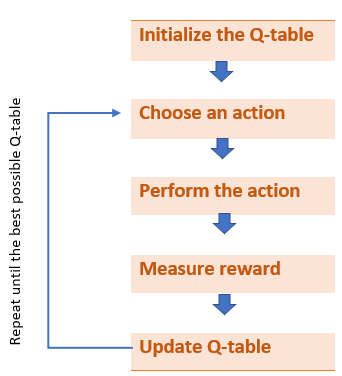 Initialize the Q-table
Choose an action
Perform the action
Measure reward
Update Q-table
Repeat until the best possible Q-table